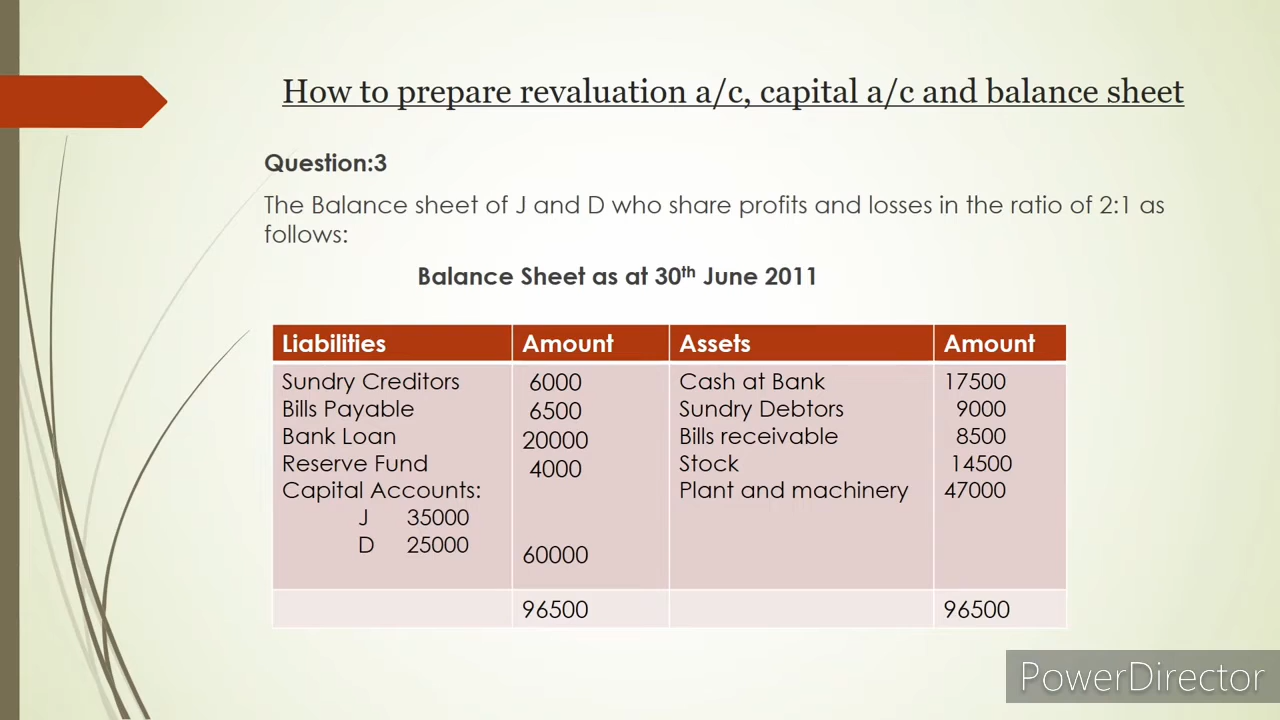 How to prepare revaluation a/c, capital a/c and balance sheet
Question:3
The Balance sheet of J and D who share profits and losses in the ratio of 2:1 as
follows:
Balance Sheet as at 30th June 2011
Liabilities Amount Assets Amount
Sundry Creditors 6000 Cash at Bank 17500
Bills Payable 6500 Sundry Debtors 9000
Bank Loan 20000 Bills receivable 8500
Reserve Fund 4000 Stock 14500
Capital Accounts: Plant and machinery 47000
J 35000
D 25000 60000
96500 96500
PowerDirector